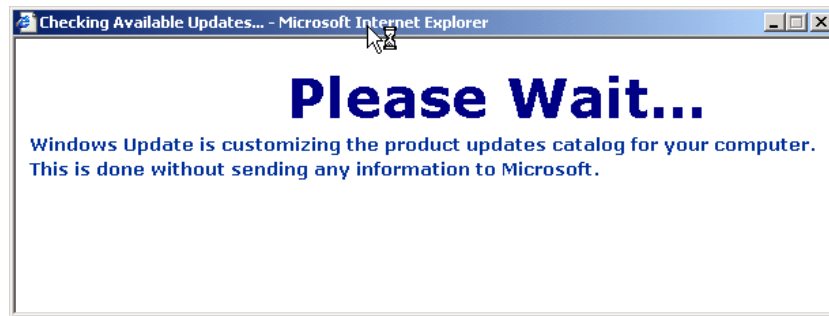 Checking Available Updates... - Microsoft Internet Explorer
Please Wait...
Windows Update is customizing the product updates catalog for your computer.
This is done without sending any information to Microsoft.